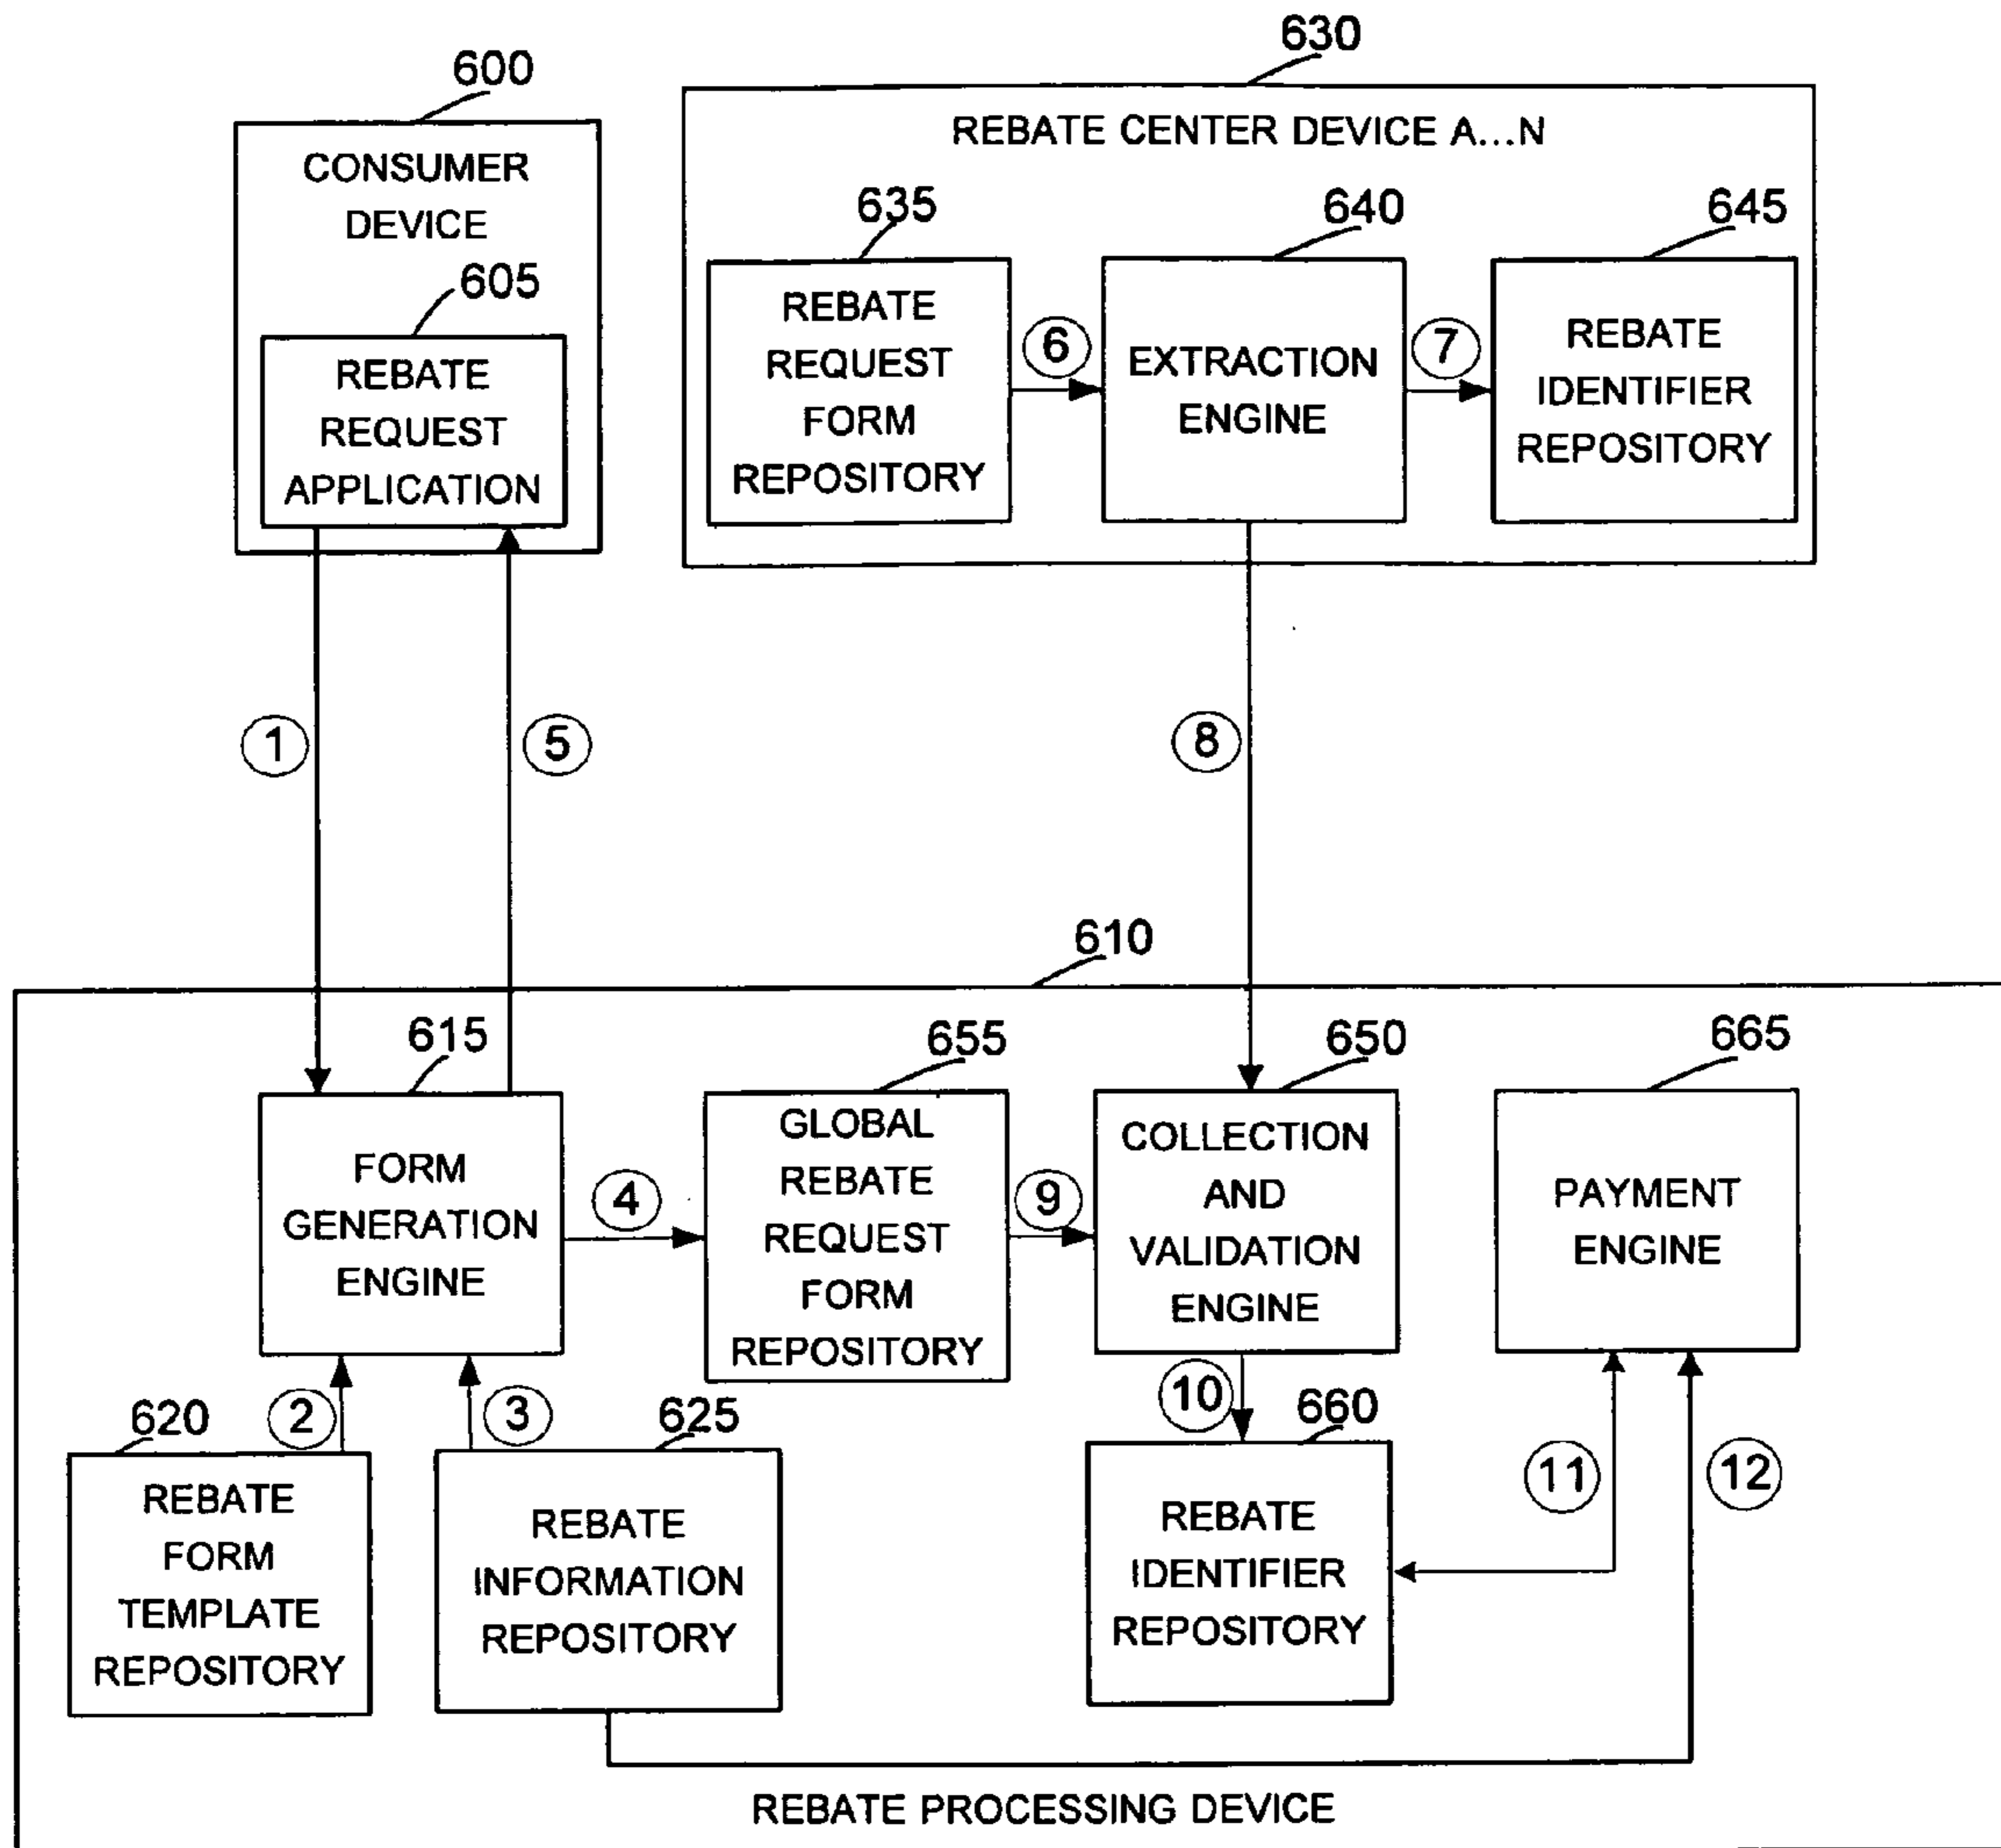 600
CONSUMER
DEVICE
605
REBATE
REQUEST
APPLICATION
630
REBATE CENTER DEVICE A...N
635
REBATE
REQUEST
FORM
REPOSITORY
6
640
EXTRACTION
ENGINE
7
645
REBATE
IDENTIFIER
REPOSITORY
1
5
8
610
615
FORM
GENERATION
ENGINE
4
655
GLOBAL
REBATE
REQUEST
FORM
REPOSITORY
9
650
COLLECTION
AND
VALIDATION
ENGINE
665
PAYMENT
ENGINE
620
2
REBATE
FORM
TEMPLATE
REPOSITORY
3
625
REBATE
INFORMATION
REPOSITORY
10
660
REBATE
IDENTIFIER
REPOSITORY
11
12
REBATE PROCESSING DEVICE